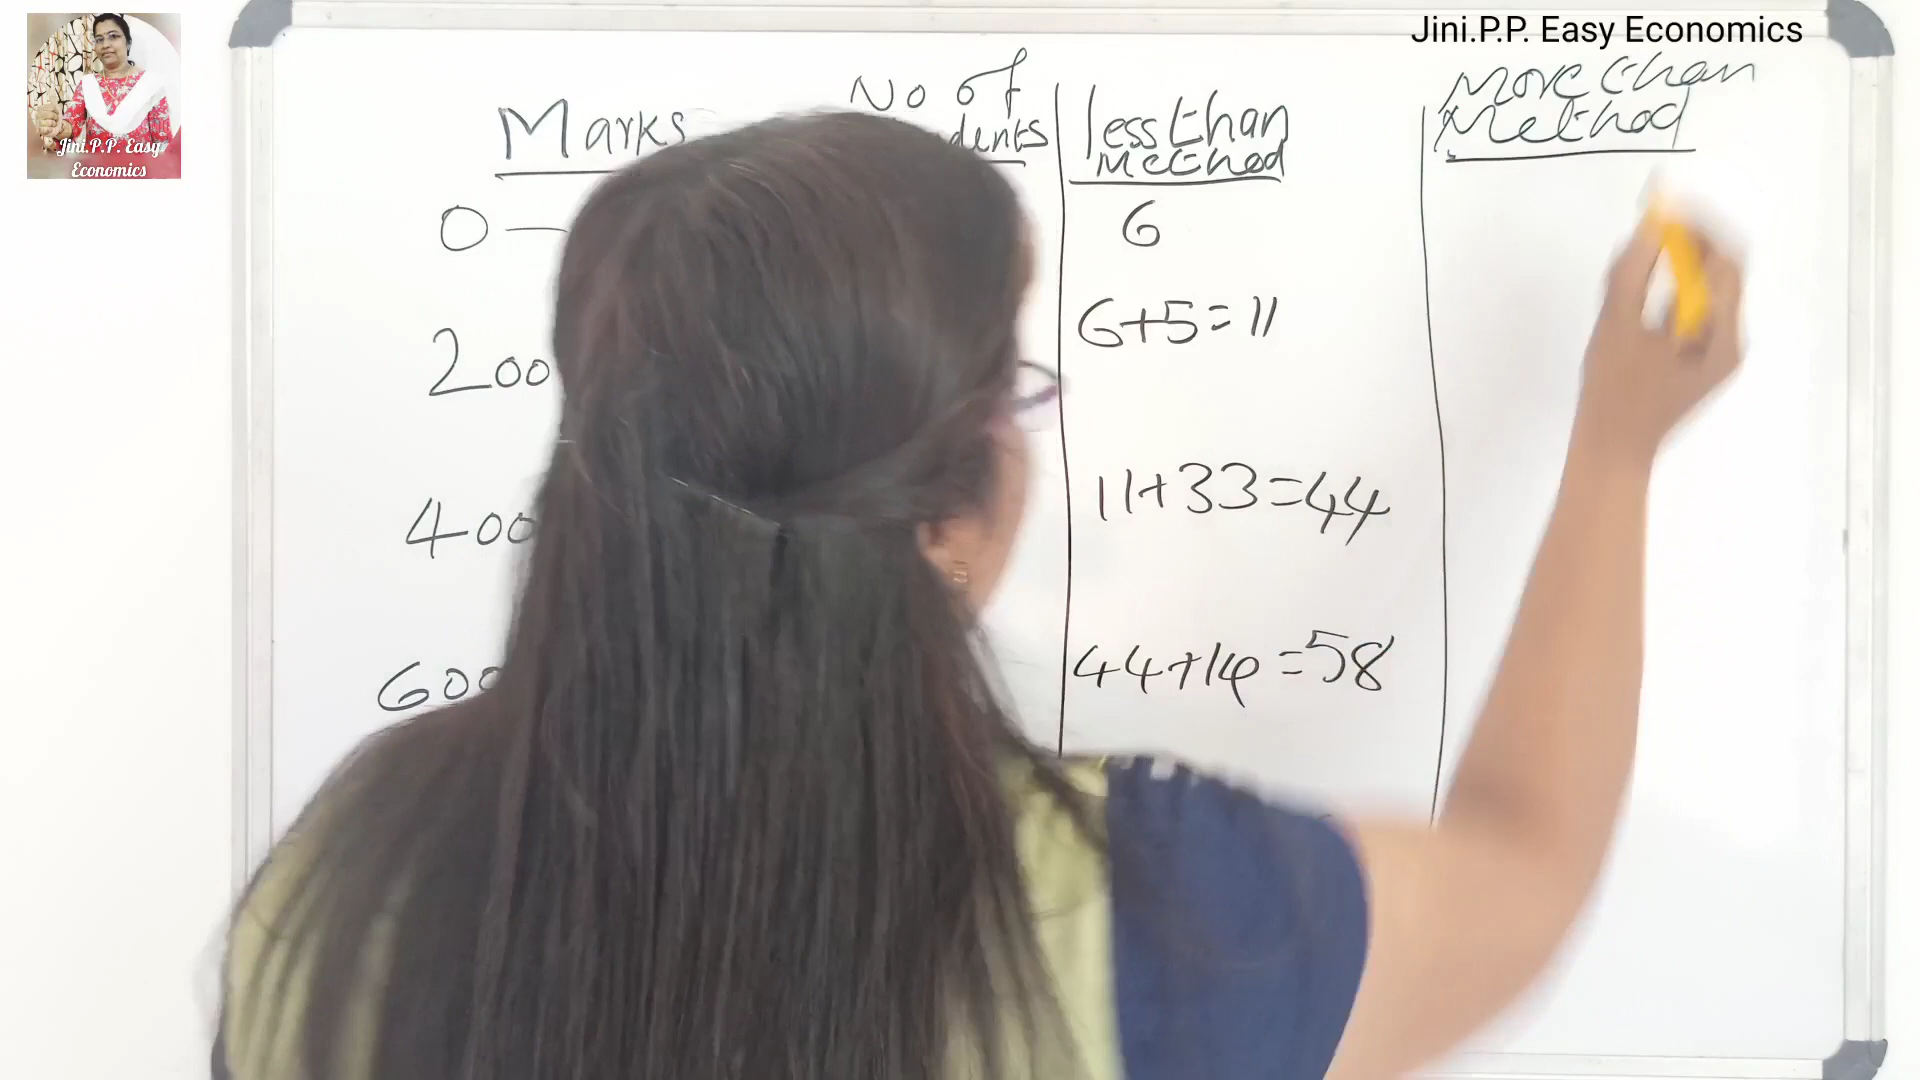 Jini.P.P. Easy Economics
Jini.P.P. Easy
Economics
Marks
No of
less than
Method
More than
Method
0 —
6
200
6+5=11
400
11+33=44
600
44+14=58